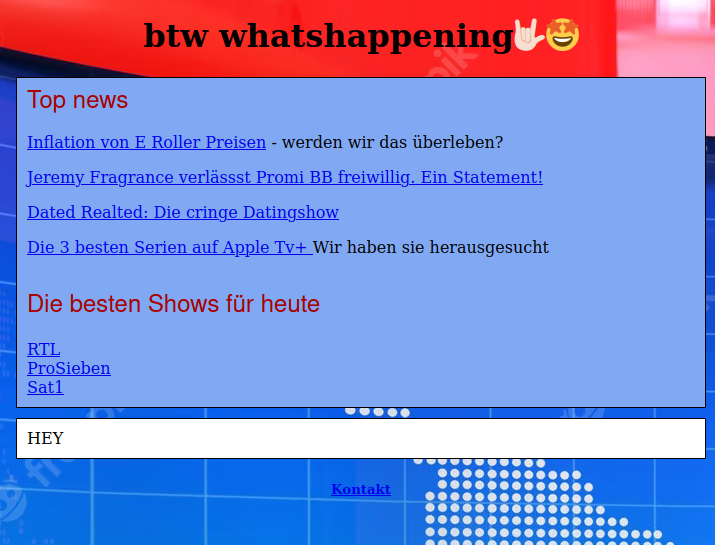 btw whatshappening🤟🤩
Top news
Inflation von E Roller Preisen - werden wir das überleben?
Jeremy Fragrance verlässst Promi BB freiwillig. Ein Statement!
Dated Realted: Die cringe Datingshow
Die 3 besten Serien auf Apple Tv+ Wir haben sie herausgesucht
Die besten Shows für heute
RTL
ProSieben
Sat1
HEY
Kontakt